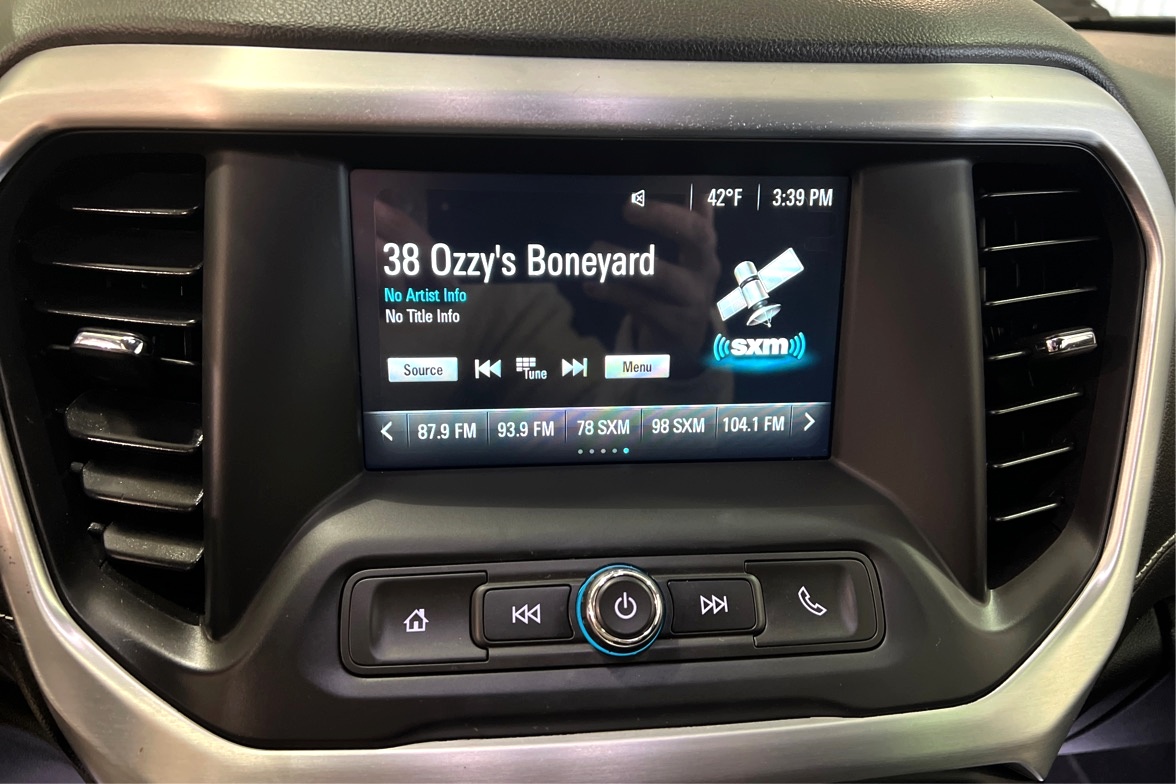 42°F 3:39 PM
38 Ozzy's Boneyard
No Artist Info
No Title Info
((sxm))
Source Tune Menu
87.9 FM 93.9 FM 78 SXM 98 SXM 104.1 FM